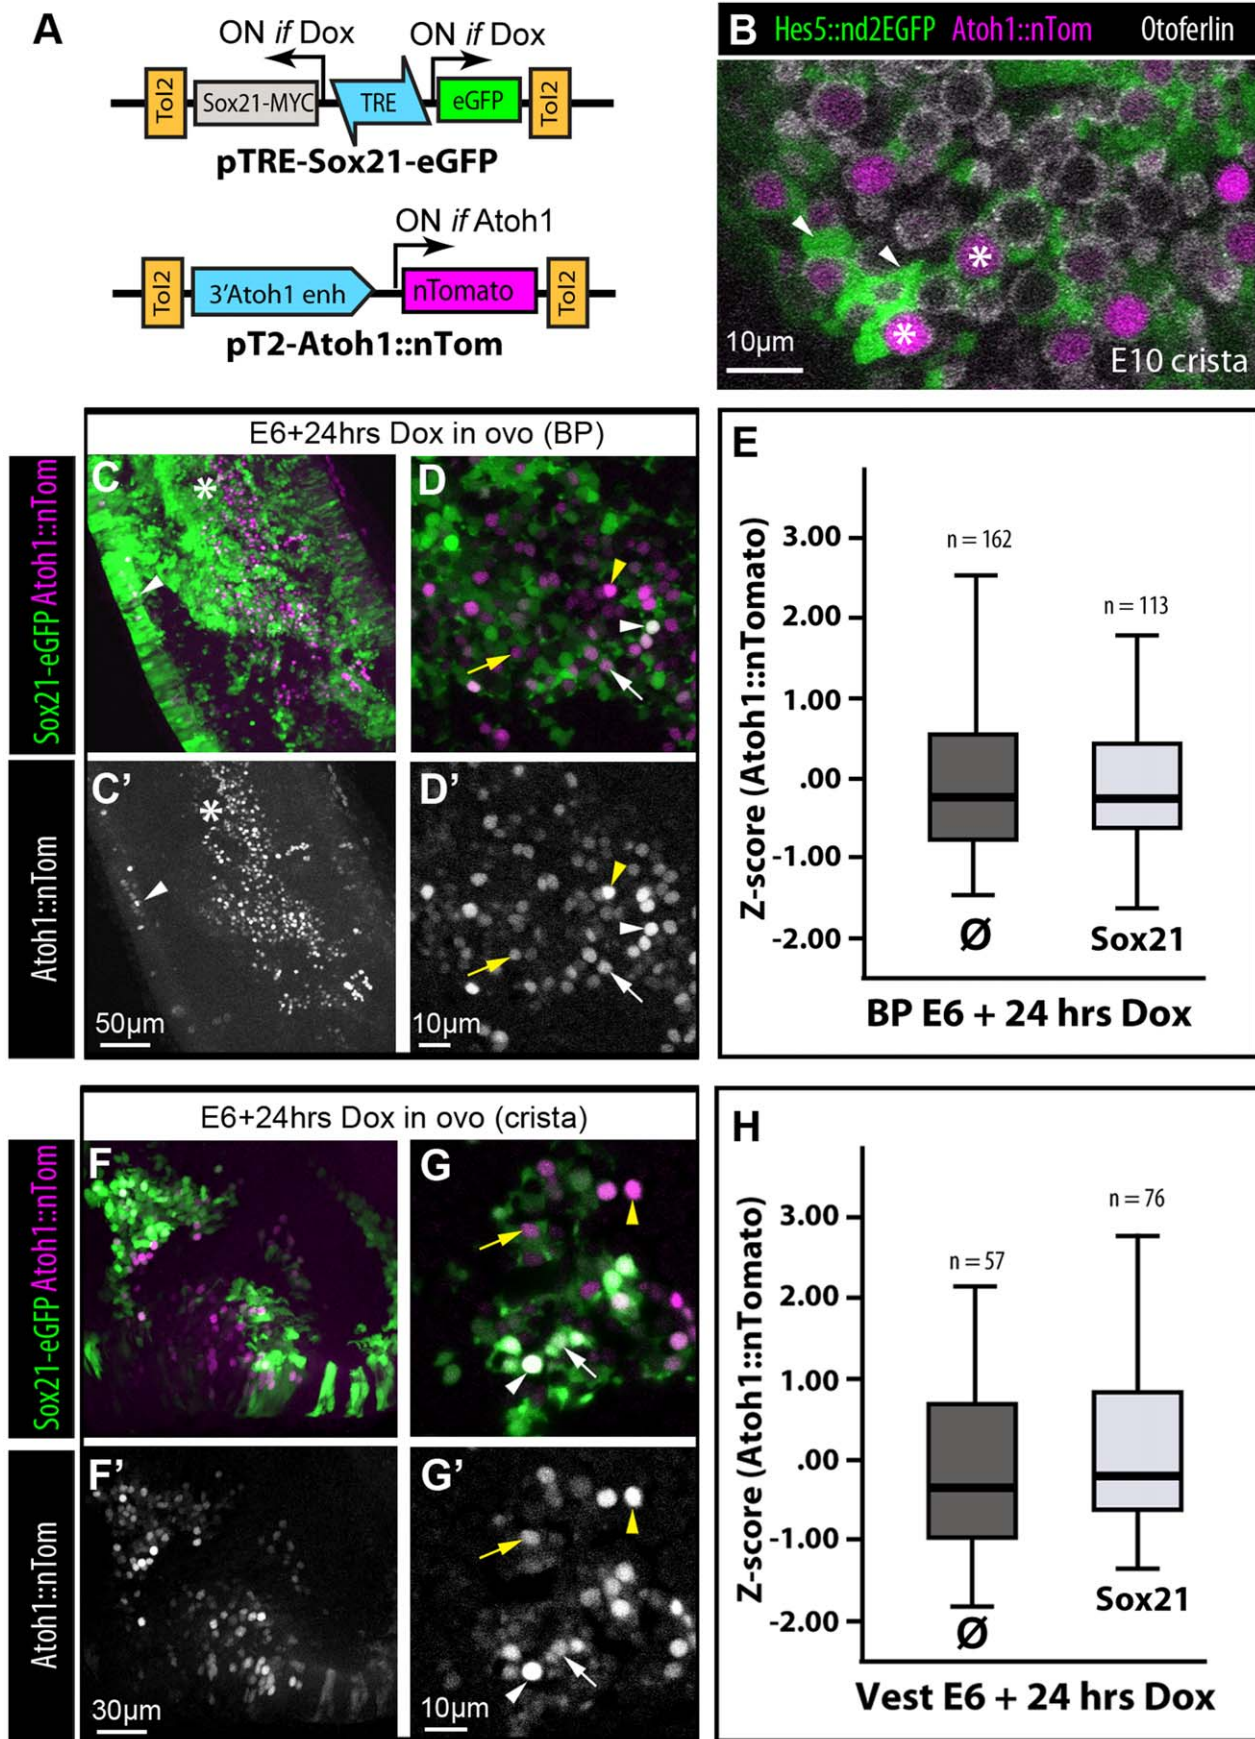 A
ON if Dox
ON if Dox
Tol2
Sox21-MYC
TRE
eGFP
Tol2
pTRE-Sox21-eGFP
ON if Atoh1
Tol2
3'Atoh1 enh
nTomato
Tol2
pT2-Atoh1::nTom
B Hes5::nd2EGFP Atoh1::nTom Otoferlin
*
*
10µm
E10 crista
E6+24hrs Dox in ovo (BP)
Sox21-eGFP Atoh1::nTom
C
*
D
Atoh1::nTom
C'
*
50µm
D'
10µm
E
Z-score (Atoh1::nTomato)
3.00
2.00
1.00
.00
-1.00
-2.00
n = 162
n = 113
Ø
Sox21
BP E6 + 24 hrs Dox
E6+24hrs Dox in ovo (crista)
Sox21-eGFP Atoh1::nTom
F
G
Atoh1::nTom
F'
30µm
G'
10µm
H
Z-score (Atoh1::nTomato)
3.00
2.00
1.00
.00
-1.00
-2.00
n = 57
n = 76
Ø
Sox21
Vest E6 + 24 hrs Dox